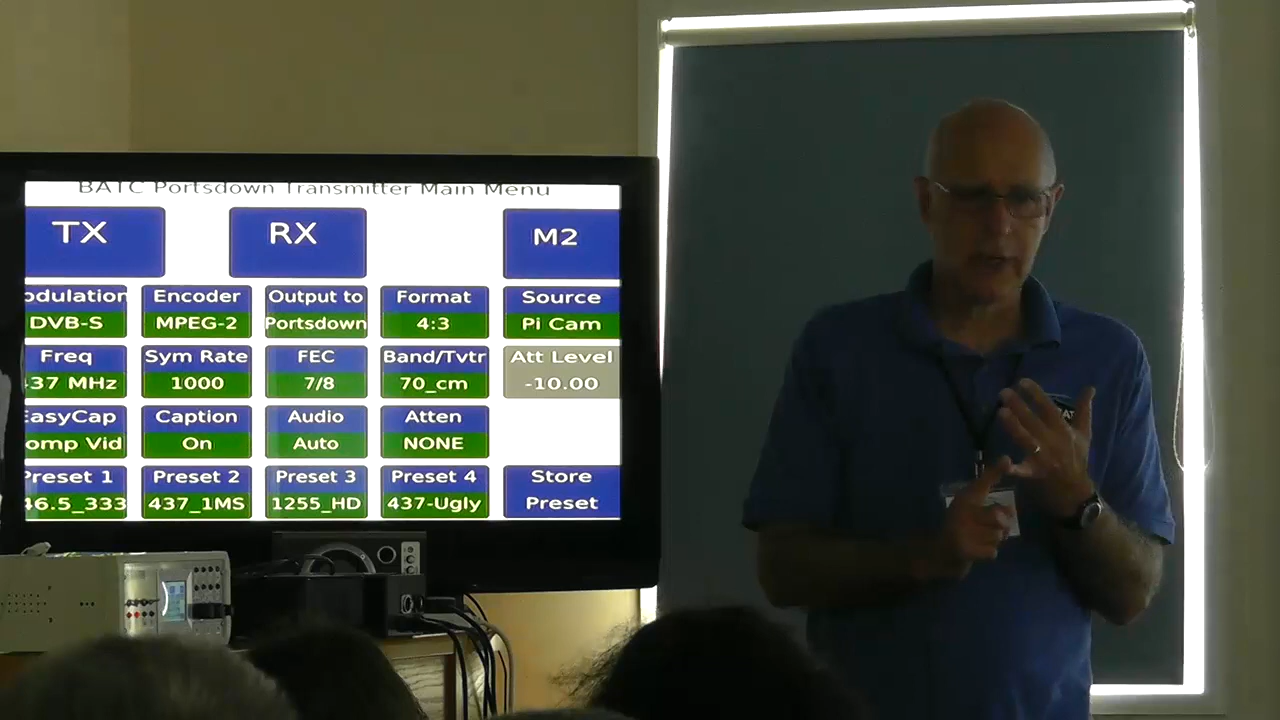 BATC Portsdown Transmitter Main Menu
TX RX M2
odulation Encoder Output to Format Source
DVB-S MPEG-2 Portsdown 4:3 Pi Cam
Freq Sym Rate FEC Band/Tvtr Att Level
37 MHz 1000 7/8 70_cm -10.00
EasyCap Caption Audio Atten
omp Vid On Auto NONE
Preset 1 Preset 2 Preset 3 Preset 4 Store
46.5_333 437_1MS 1255_HD 437-Ugly Preset